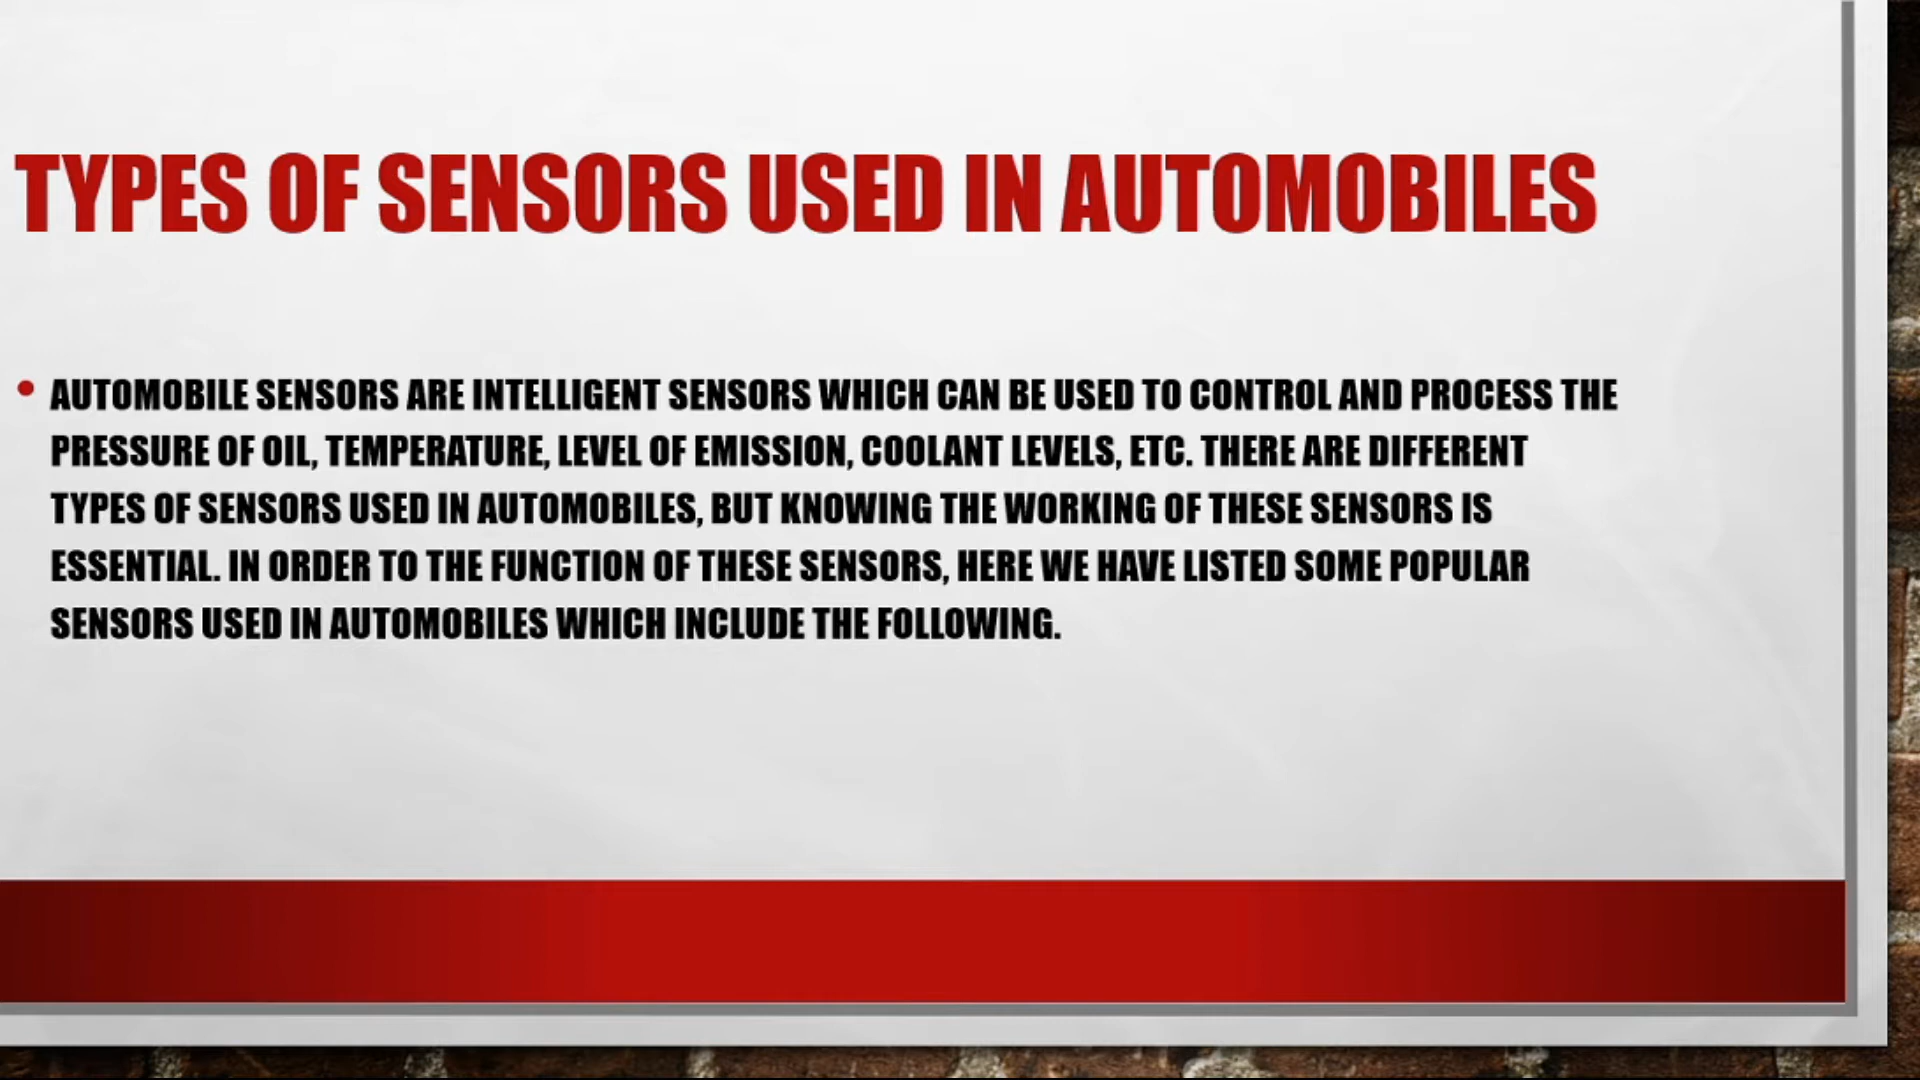 TYPES OF SENSORS USED IN AUTOMOBILES
• AUTOMOBILE SENSORS ARE INTELLIGENT SENSORS WHICH CAN BE USED TO CONTROL AND PROCESS THE
PRESSURE OF OIL, TEMPERATURE, LEVEL OF EMISSION, COOLANT LEVELS, ETC. THERE ARE DIFFERENT
TYPES OF SENSORS USED IN AUTOMOBILES, BUT KNOWING THE WORKING OF THESE SENSORS IS
ESSENTIAL. IN ORDER TO THE FUNCTION OF THESE SENSORS, HERE WE HAVE LISTED SOME POPULAR
SENSORS USED IN AUTOMOBILES WHICH INCLUDE THE FOLLOWING.